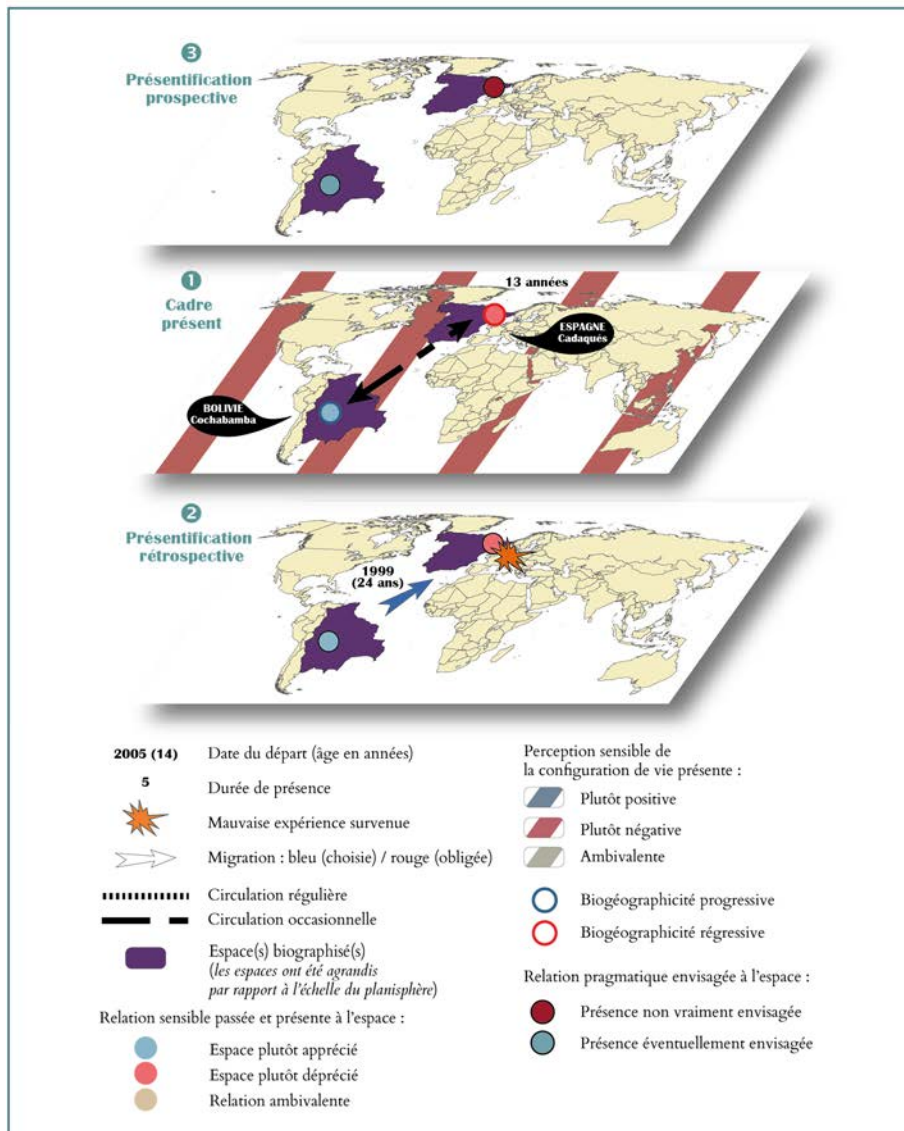 ❸
Présentification
prospective
❶
Cadre
présent
13 années
ESPAGNE
Cadaqués
BOLIVIE
Cochabamba
❷
Présentification
rétrospective
1999
(24 ans)
2005 (14) Date du départ (âge en années)
5 Durée de présence
Mauvaise expérience survenue
Migration : bleu (choisie) / rouge (obligée)
Circulation régulière
Circulation occasionnelle
Espace(s) biographisé(s)
(les espaces ont été agrandis
par rapport à l'échelle du planisphère)
Relation sensible passée et présente à l'espace :
Espace plutôt apprécié
Espace plutôt déprécié
Relation ambivalente
Perception sensible de
la configuration de vie présente :
Plutôt positive
Plutôt négative
Ambivalente
Biogéographicité progressive
Biogéographicité régressive
Relation pragmatique envisagée à l'espace :
Présence non vraiment envisagée
Présence éventuellement envisagée